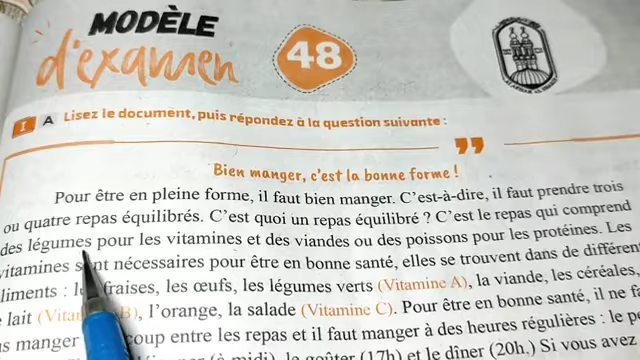 MODÈLE
d'examen
48
I A Lisez le document, puis répondez à la question suivante :
Bien manger, c'est la bonne forme !
Pour être en pleine forme, il faut bien manger. C'est-à-dire, il faut prendre trois
ou quatre repas équilibrés. C'est quoi un repas équilibré ? C'est le repas qui comprend
des légumes pour les vitamines et des viandes ou des poissons pour les protéines. Les
vitamines sont nécessaires pour être en bonne santé, elles se trouvent dans de différen
liments : fraises, les œufs, les légumes verts (Vitamine A), la viande, les céréales,
lait B), l'orange, la salade (Vitamine C). Pour être en bonne santé, il ne fa
manger entre les repas et il faut manger à des heures régulières : le pe
(à midi), le goûter (17h) et le dîner (20h.) Si vous avez